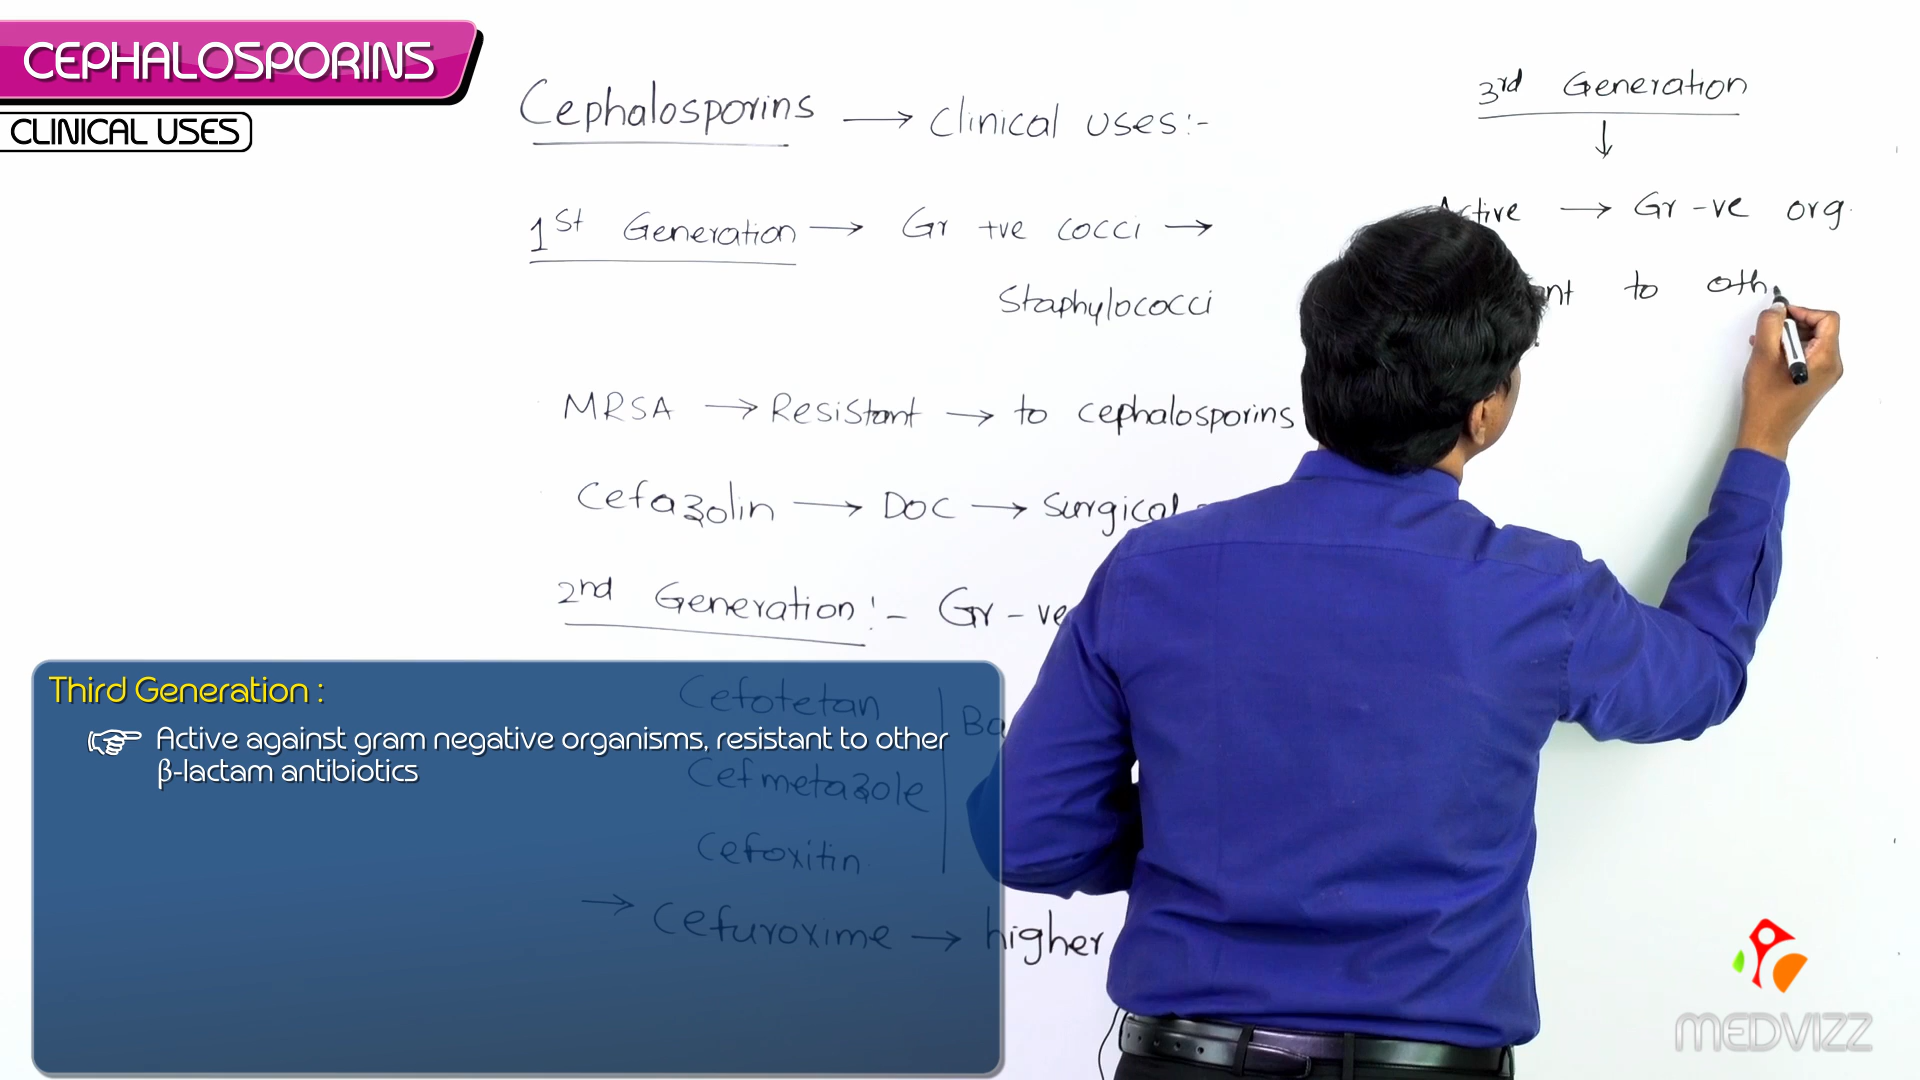 CEPHALOSPORINS
CLINICAL USES
Cephalosporins → Clinical uses:-
1st Generation → Gr +ve cocci →
Staphylococci
MRSA → Resistant → to cephalosporins
Cefazolin → DOC → Surgical
2nd Generation:- Gr -ve
Cefotetan
Cefmetazole
Cefoxitin
→ Cefuroxime → higher
3rd Generation
↓
Active → Gr -ve org.
to
Third Generation :
Active against gram negative organisms, resistant to other
β-lactam antibiotics
MEDVIZZ